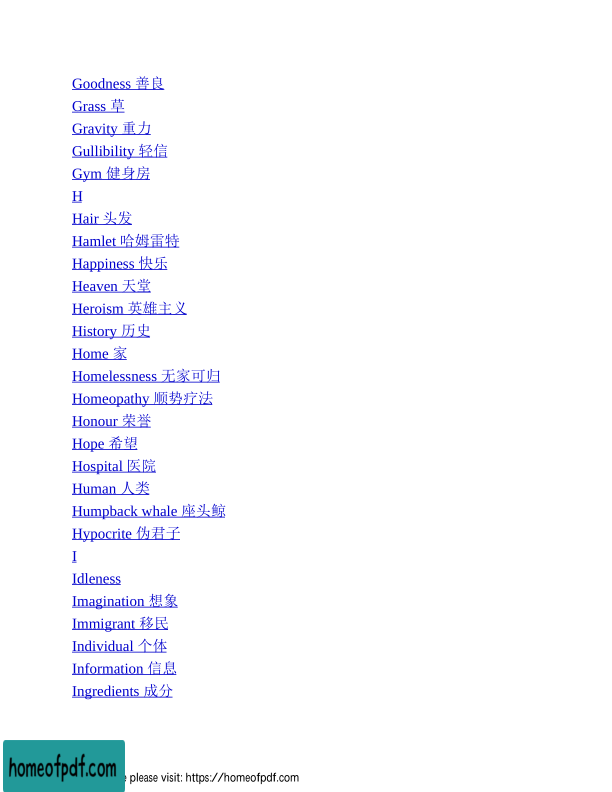 Goodness 善良
Grass 草
Gravity 重力
Gullibility 轻信
Gym 健身房
H
Hair 头发
Hamlet 哈姆雷特
Happiness 快乐
Heaven 天堂
Heroism 英雄主义
History 历史
Home 家
Homelessness 无家可归
Homeopathy 顺势疗法
Honour 荣誉
Hope 希望
Hospital 医院
Human 人类
Humpback whale 座头鲸
Hypocrite 伪君子
I
Idleness
Imagination 想象
Immigrant 移民
Individual 个体
Information 信息
Ingredients 成分
homeofpdf.com please visit: https://homeofpdf.com